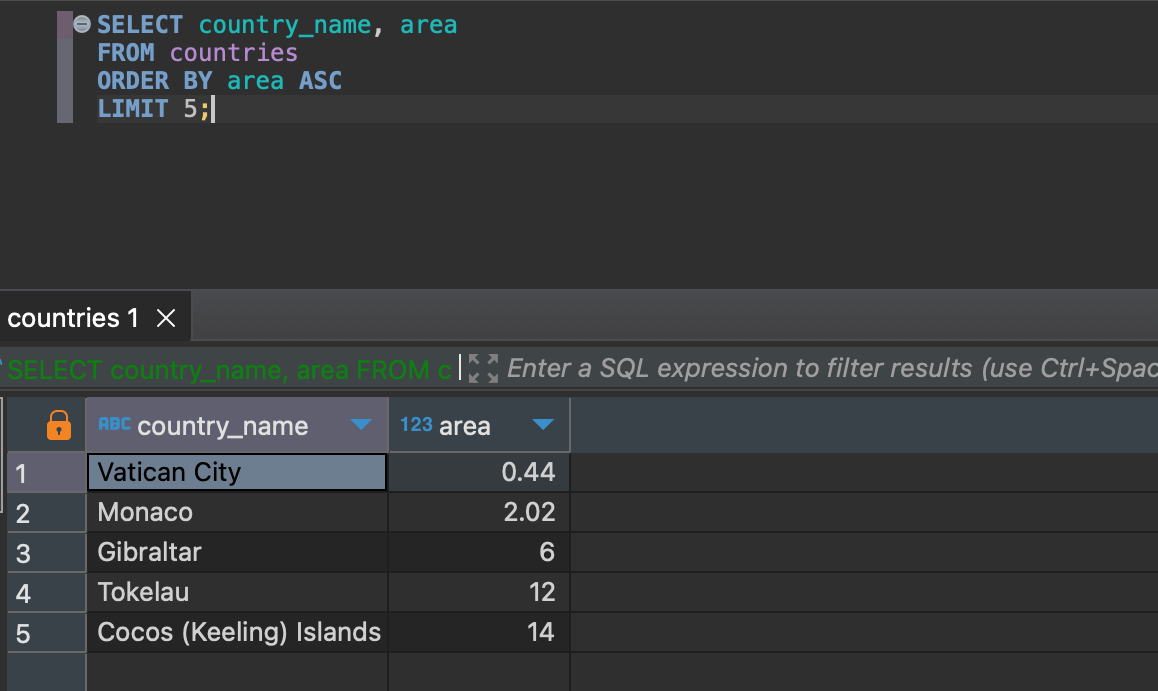 SELECT country_name, area
FROM countries
ORDER BY area ASC
LIMIT 5;
countries 1
SELECT country_name, area FROM c Enter a SQL expression to filter results (use Ctrl+Spac
ABC country_name 123 area
1 Vatican City 0.44
2 Monaco 2.02
3 Gibraltar 6
4 Tokelau 12
5 Cocos (Keeling) Islands 14